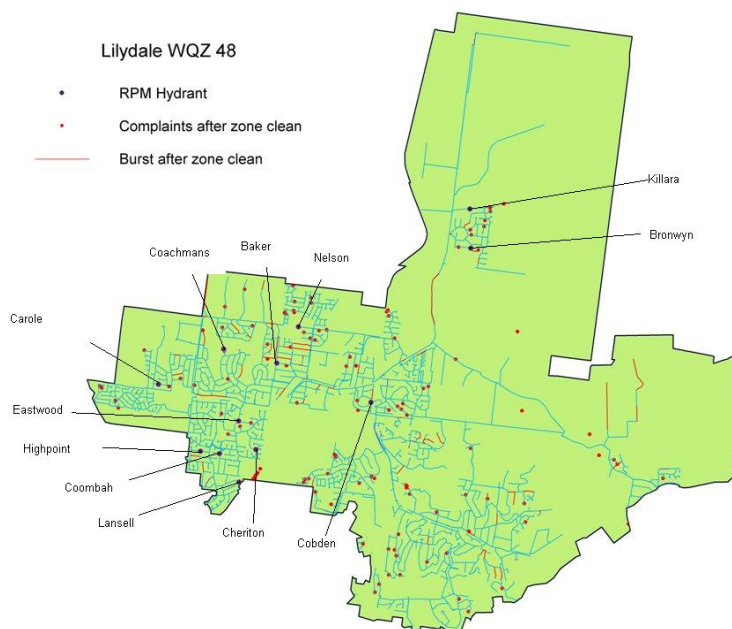 Lilydale WQZ 48
RPM Hydrant
Complaints after zone clean
Burst after zone clean
Killara
Bronwyn
Baker
Nelson
Coachmans
Carole
Eastwood
Highpoint
Coombah
Lansell
Cheriton
Cobden